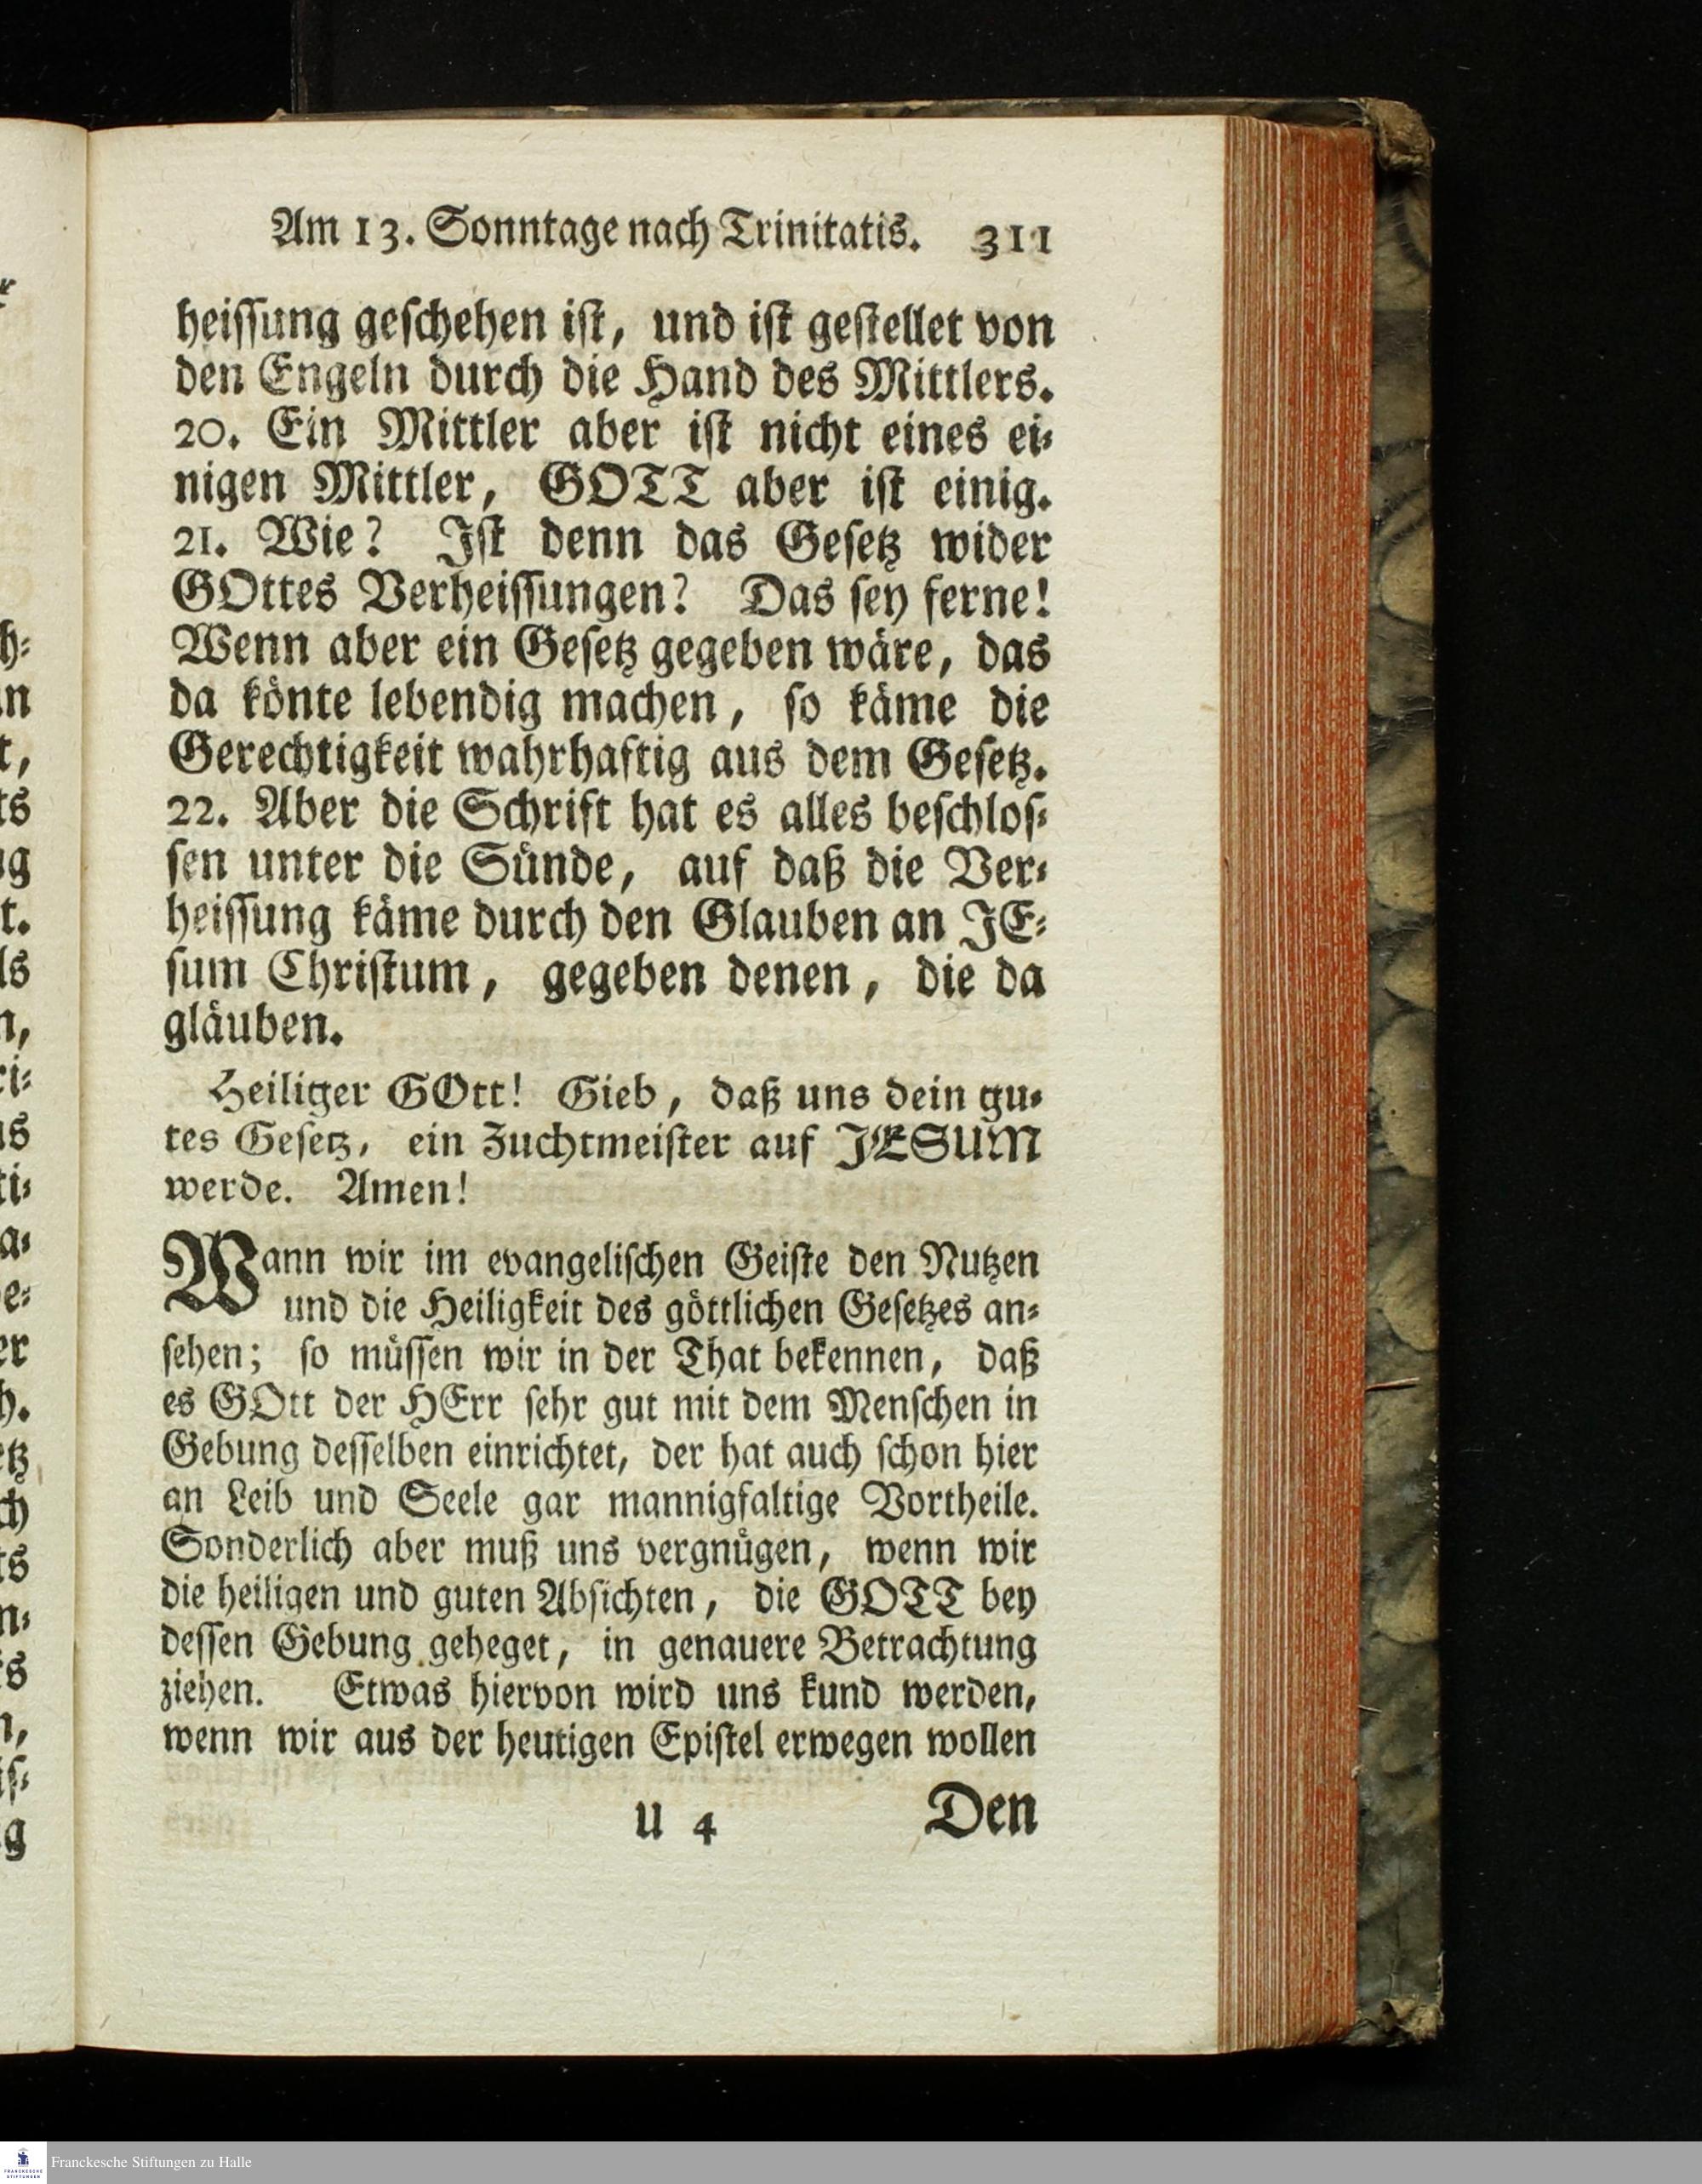 Am 13. Sonntage nach Trinitatis. 311
heiſſung geſchehen iſt, und iſt geſtellet von
den Engeln durch die Hand des Mittlers.
20. Ein Mittler aber iſt nicht eines ei-
nigen Mittler, GOTT aber iſt einig.
21. Wie? Iſt denn das Geſetz wider
GOttes Verheiſſungen? Das ſey ferne!
Wenn aber ein Geſetz gegeben wäre, das
da könte lebendig machen, ſo käme die
Gerechtigkeit wahrhaftig aus dem Geſetz.
22. Aber die Schrift hat es alles beſchloſ-
ſen unter die Sünde, auf daß die Ver-
heiſſung käme durch den Glauben an JE-
ſum Chriſtum, gegeben denen, die da
gläuben.
Heiliger GOtt! Gieb, daß uns dein gu-
tes Geſetz, ein Zuchtmeiſter auf JESUM
werde. Amen!
Wann wir im evangeliſchen Geiſte den Nutzen
und die Heiligkeit des göttlichen Geſetzes an-
ſehen; ſo müſſen wir in der That bekennen, daß
es GOtt der HErr ſehr gut mit dem Menſchen in
Gebung deſſelben einrichtet, der hat auch ſchon hier
an Leib und Seele gar mannigfaltige Vortheile.
Sonderlich aber muß uns vergnügen, wenn wir
die heiligen und guten Abſichten, die GOTT bey
deſſen Gebung geheget, in genauere Betrachtung
ziehen. Etwas hiervon wird uns kund werden,
wenn wir aus der heutigen Epiſtel erwegen wollen
U 4 Den
Franckesche Stiftungen zu Halle